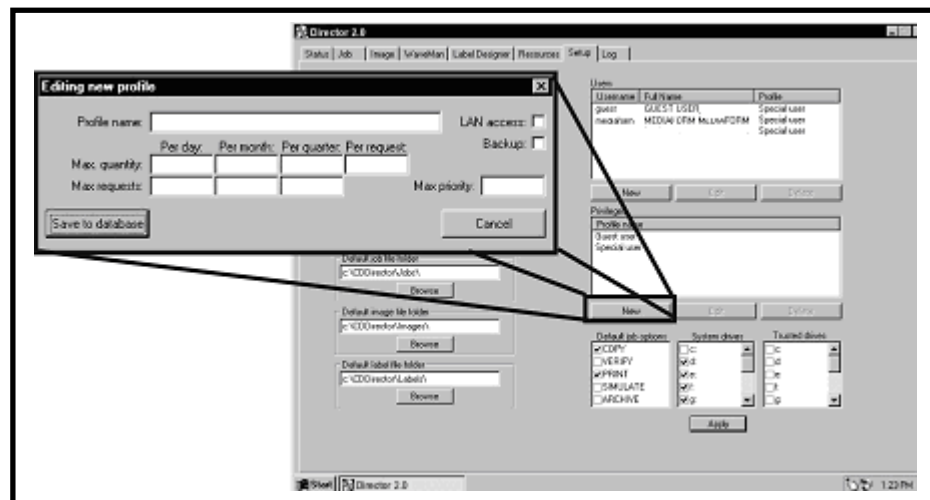 Director 2.0
Status Job Image WareMan Label Designer Resources Setup Log
Editing new profile
Profile name:
LAN access:
Backup:
Per day: Per month: Per quarter: Per request:
Max. quantity:
Max requests:
Max priority:
Save to database
Cancel
Users
Username Full Name Profile
guest GUEST USER, Special user
MEDIAFORM Special user
Special user
New Edit Delete
Privileges
Profile name
Guest user
Special user
New Edit Delete
Default job file folder
c:\CDDirector\Jobs\
Browse
Default image file folder
c:\CDDirector\Images\
Browse
Default label file folder
c:\CDDirector\Labels\
Browse
Default job options
COPY
VERIFY
PRINT
SIMULATE
ARCHIVE
System drives
c:
d:
e:
f:
g:
Trusted drives
c
d
e
f
g
Apply
Start Director 2.0 1:23 PM